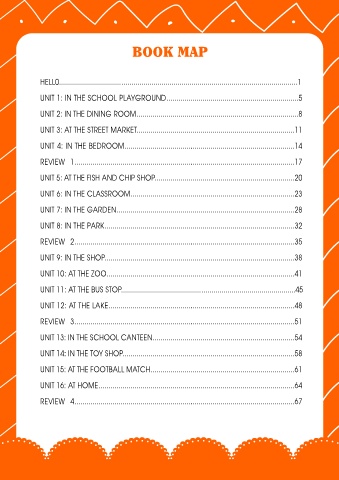 BOOK MAP
HELLO........................................................................................................................1
UNIT 1: IN THE SCHOOL PLAYGROUND..................................................................5
UNIT 2: IN THE DINING ROOM.................................................................................8
UNIT 3: AT THE STREET MARKET...............................................................................11
UNIT 4: IN THE BEDROOM.....................................................................................14
REVIEW 1..............................................................................................................17
UNIT 5: AT THE FISH AND CHIP SHOP......................................................................20
UNIT 6: IN THE CLASSROOM..................................................................................23
UNIT 7: IN THE GARDEN.........................................................................................28
UNIT 8: IN THE PARK...............................................................................................32
REVIEW 2..............................................................................................................35
UNIT 9: IN THE SHOP...............................................................................................38
UNIT 10: AT THE ZOO..............................................................................................41
UNIT 11: AT THE BUS STOP.......................................................................................45
UNIT 12: AT THE LAKE.............................................................................................48
REVIEW 3..............................................................................................................51
UNIT 13: IN THE SCHOOL CANTEEN.......................................................................54
UNIT 14: IN THE TOY SHOP......................................................................................58
UNIT 15: AT THE FOOTBALL MATCH........................................................................61
UNIT 16: AT HOME..................................................................................................64
REVIEW 4..............................................................................................................67